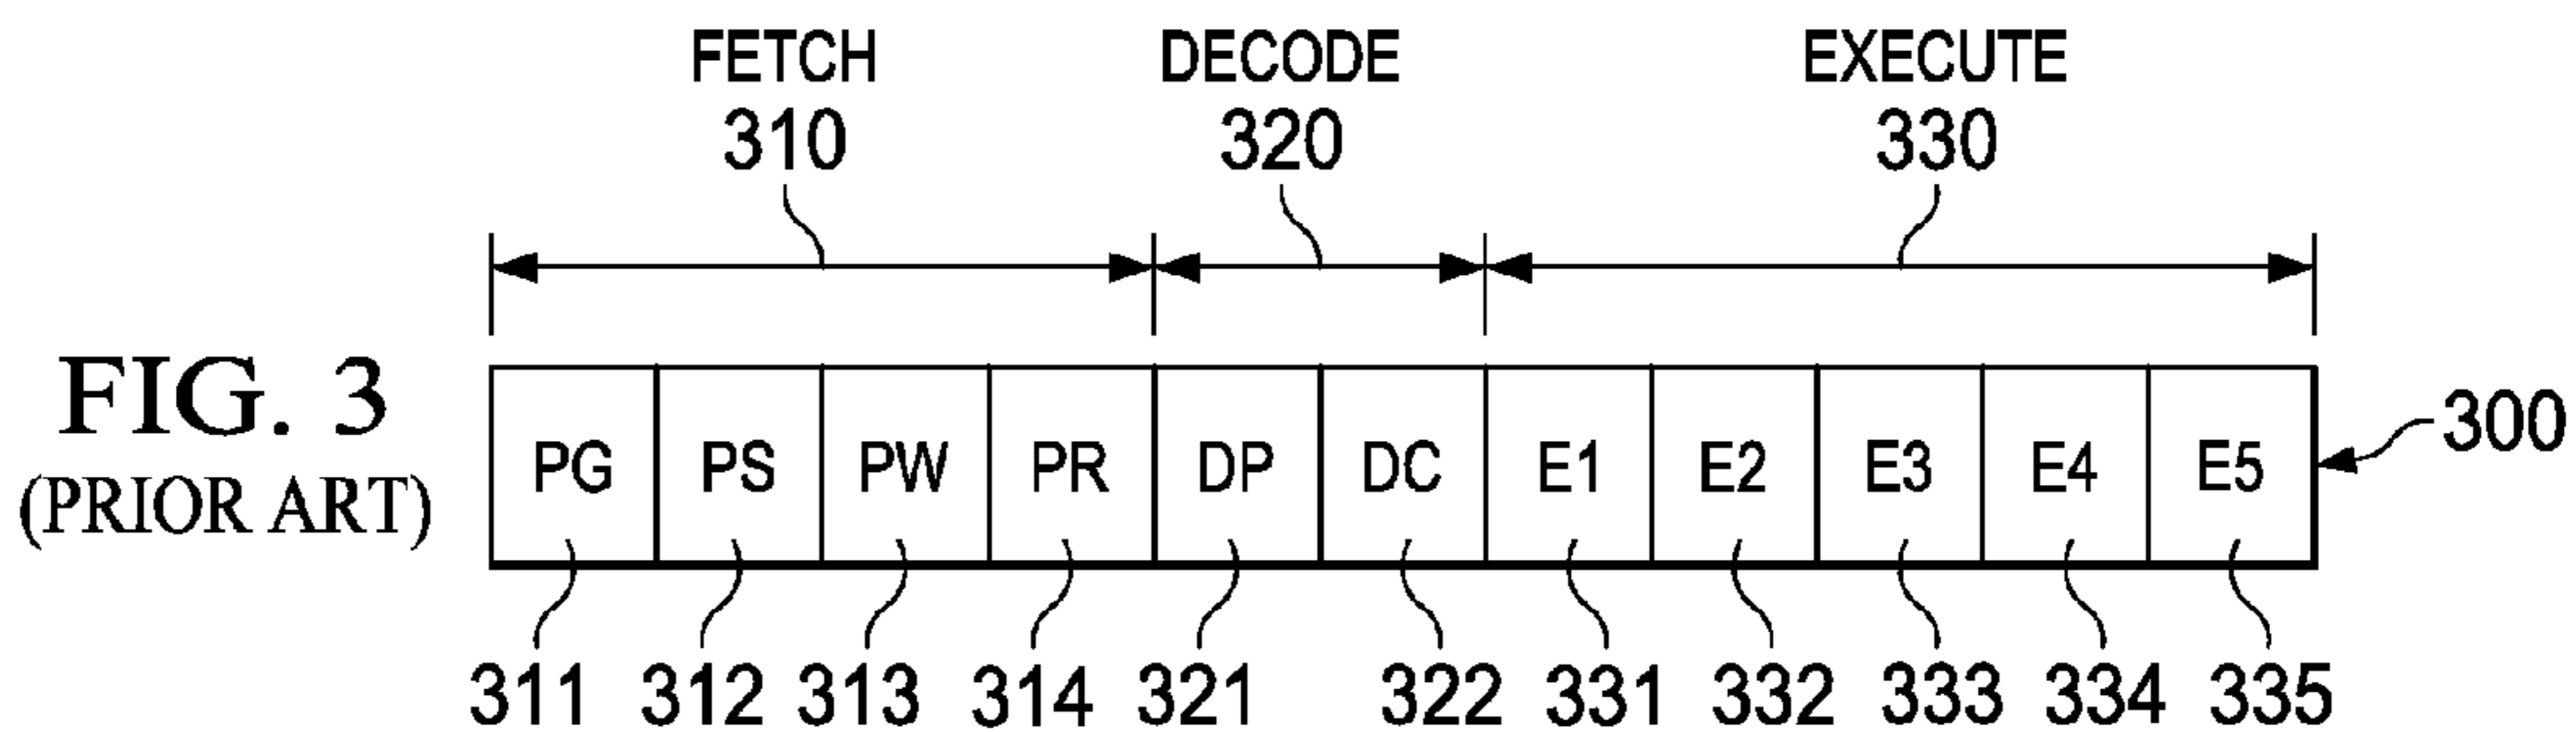 FETCH DECODE EXECUTE
310 320 330
FIG. 3
(PRIOR ART)
PG PS PW PR DP DC E1 E2 E3 E4 E5
300
311 312 313 314 321 322 331 332 333 334 335